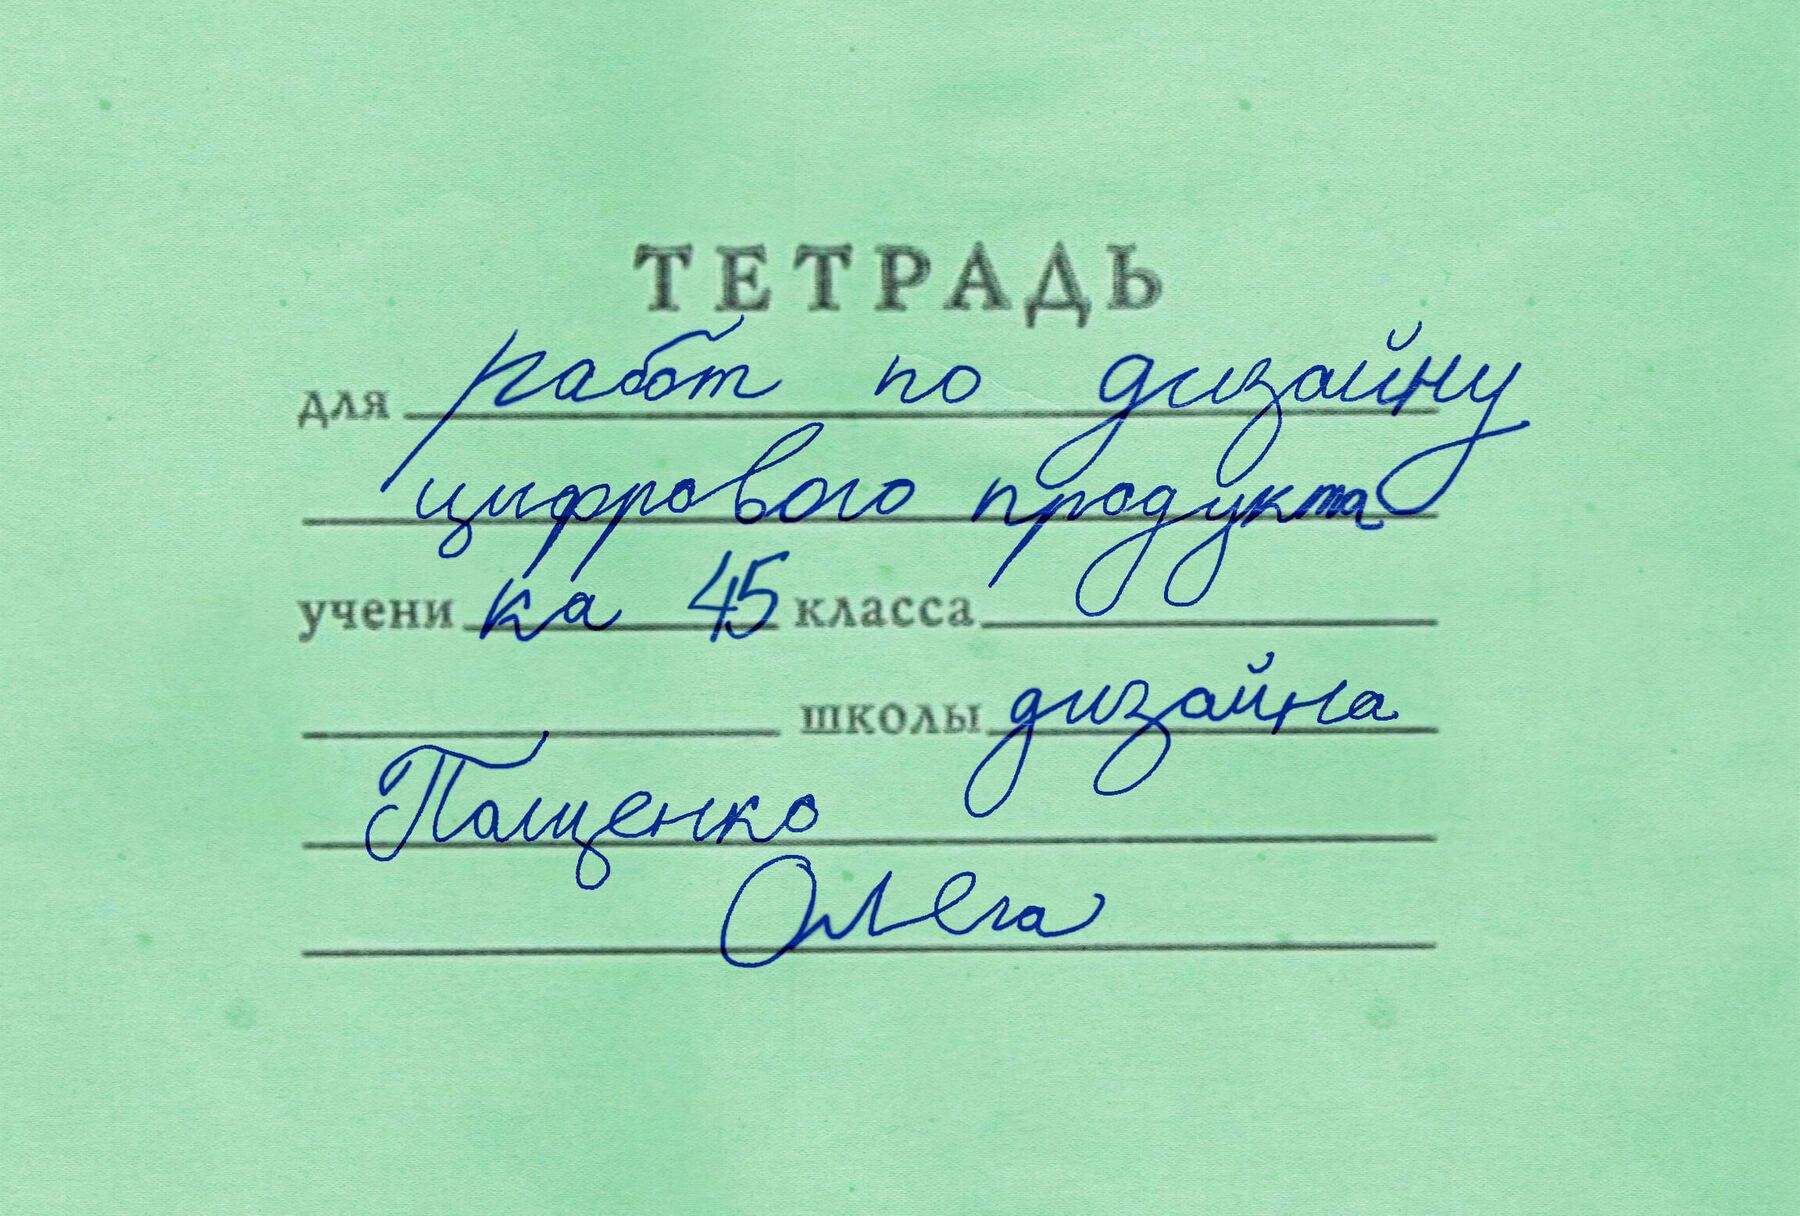 ТЕТРАДЬ
для работ по дизайну
цифрового продукта
ученика 45 класса
школы дизайна
Пащенко
Олега